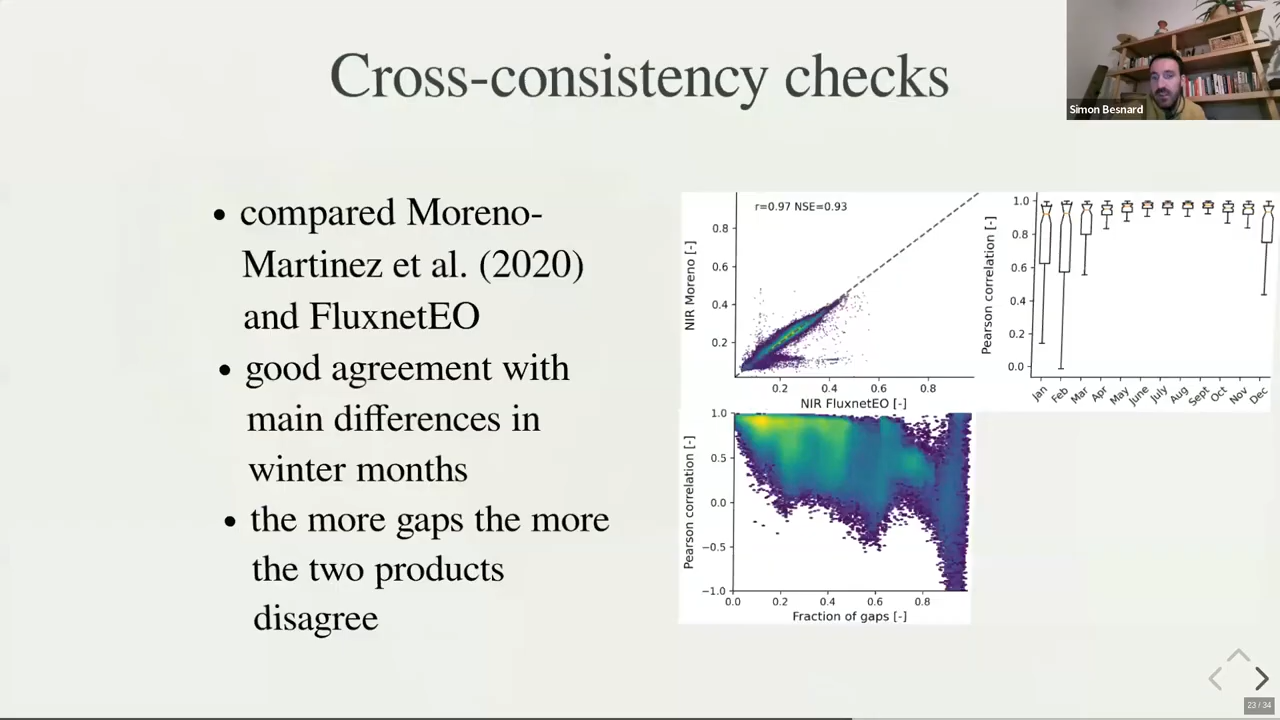 Cross-consistency checks
Simon Besnard
• compared Moreno-
Martinez et al. (2020)
and FluxnetEO
• good agreement with
main differences in
winter months
• the more gaps the more
the two products
disagree
r=0.97 NSE=0.93
NIR Moreno [-]
0.8
0.6
0.4
0.2
0.2 0.4 0.6 0.8
NIR FluxnetEO [-]
Pearson correlation [-]
1.0
0.8
0.6
0.4
0.2
0.0
Jan Feb Mar Apr May June July Aug Sept Oct Nov Dec
Pearson correlation [-]
1.0
0.5
0.0
−0.5
−1.0
0.0 0.2 0.4 0.6 0.8
Fraction of gaps [-]
23 / 34